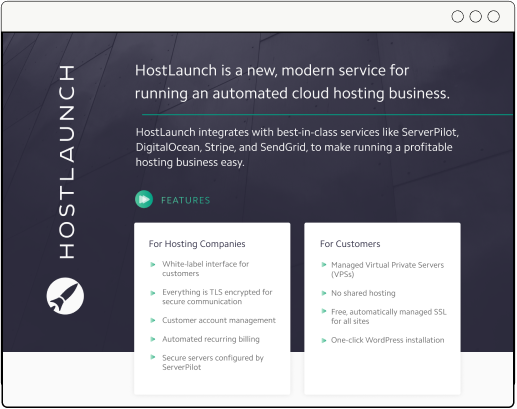 HOSTLAUNCH
HostLaunch is a new, modern service for
running an automated cloud hosting business.
HostLaunch integrates with best-in-class services like ServerPilot,
DigitalOcean, Stripe, and SendGrid, to make running a profitable
hosting business easy.
FEATURES
For Hosting Companies
White-label interface for
customers
Everything is TLS encrypted for
secure communication
Customer account management
Automated recurring billing
Secure servers configured by
ServerPilot
For Customers
Managed Virtual Private Servers
(VPSs)
No shared hosting
Free, automatically managed SSL
for all sites
One-click WordPress installation